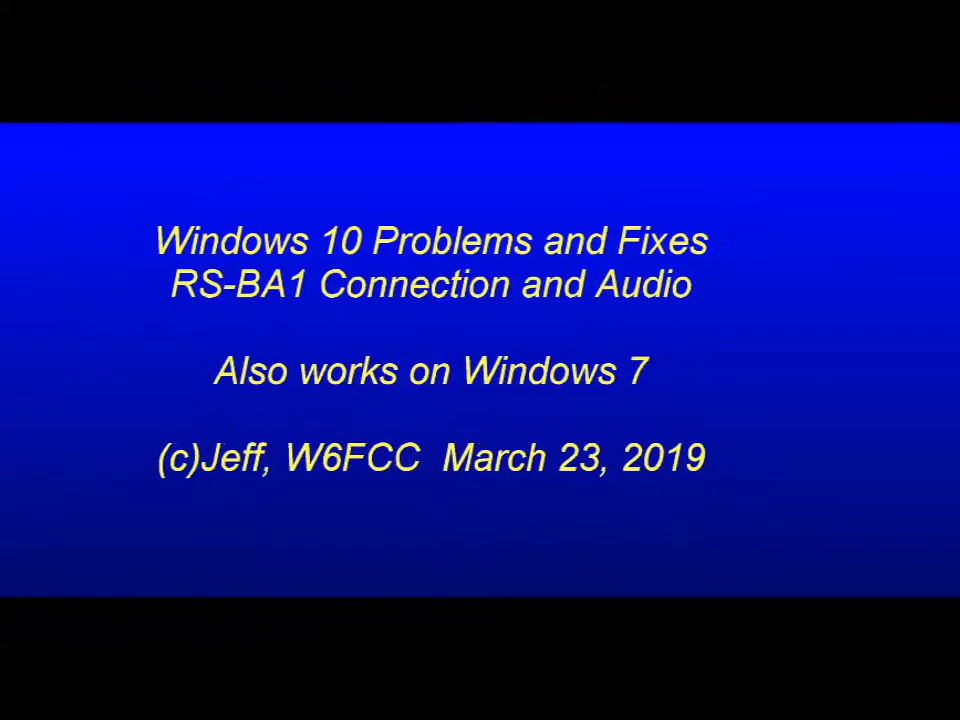 Windows 10 Problems and Fixes
RS-BA1 Connection and Audio
Also works on Windows 7
(c)Jeff, W6FCC  March 23, 2019